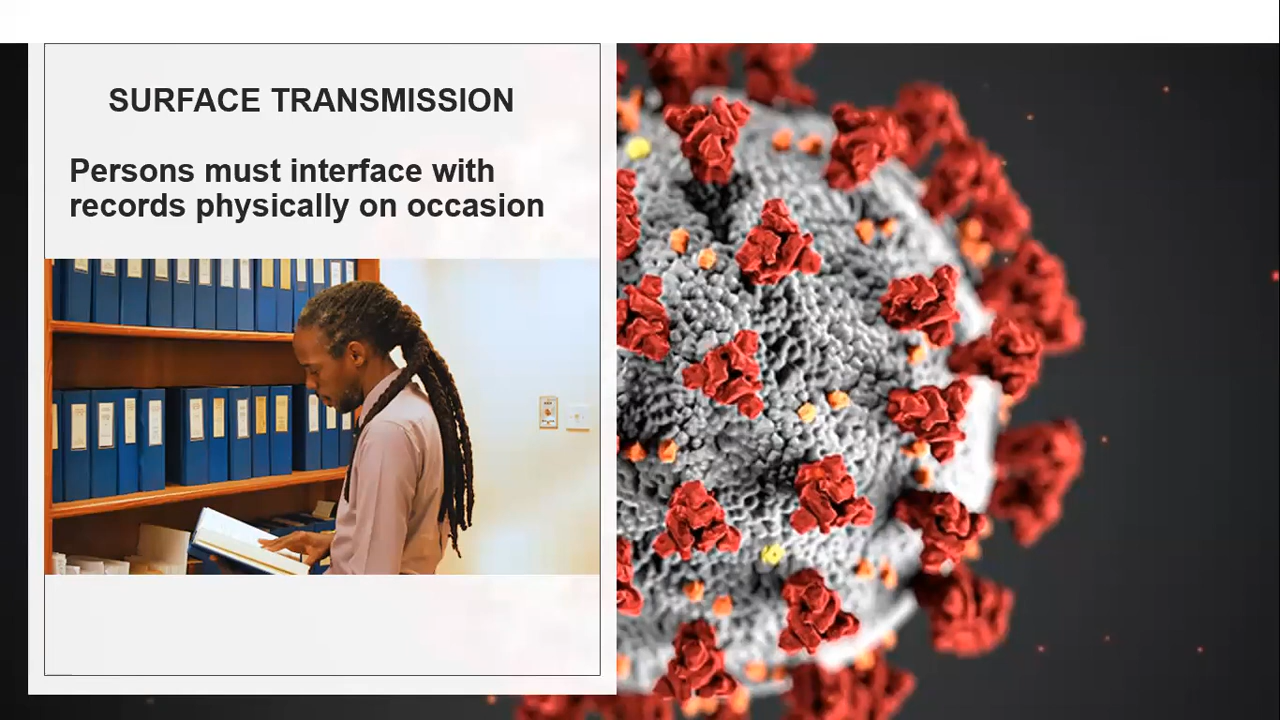 SURFACE TRANSMISSION
Persons must interface with
records physically on occasion